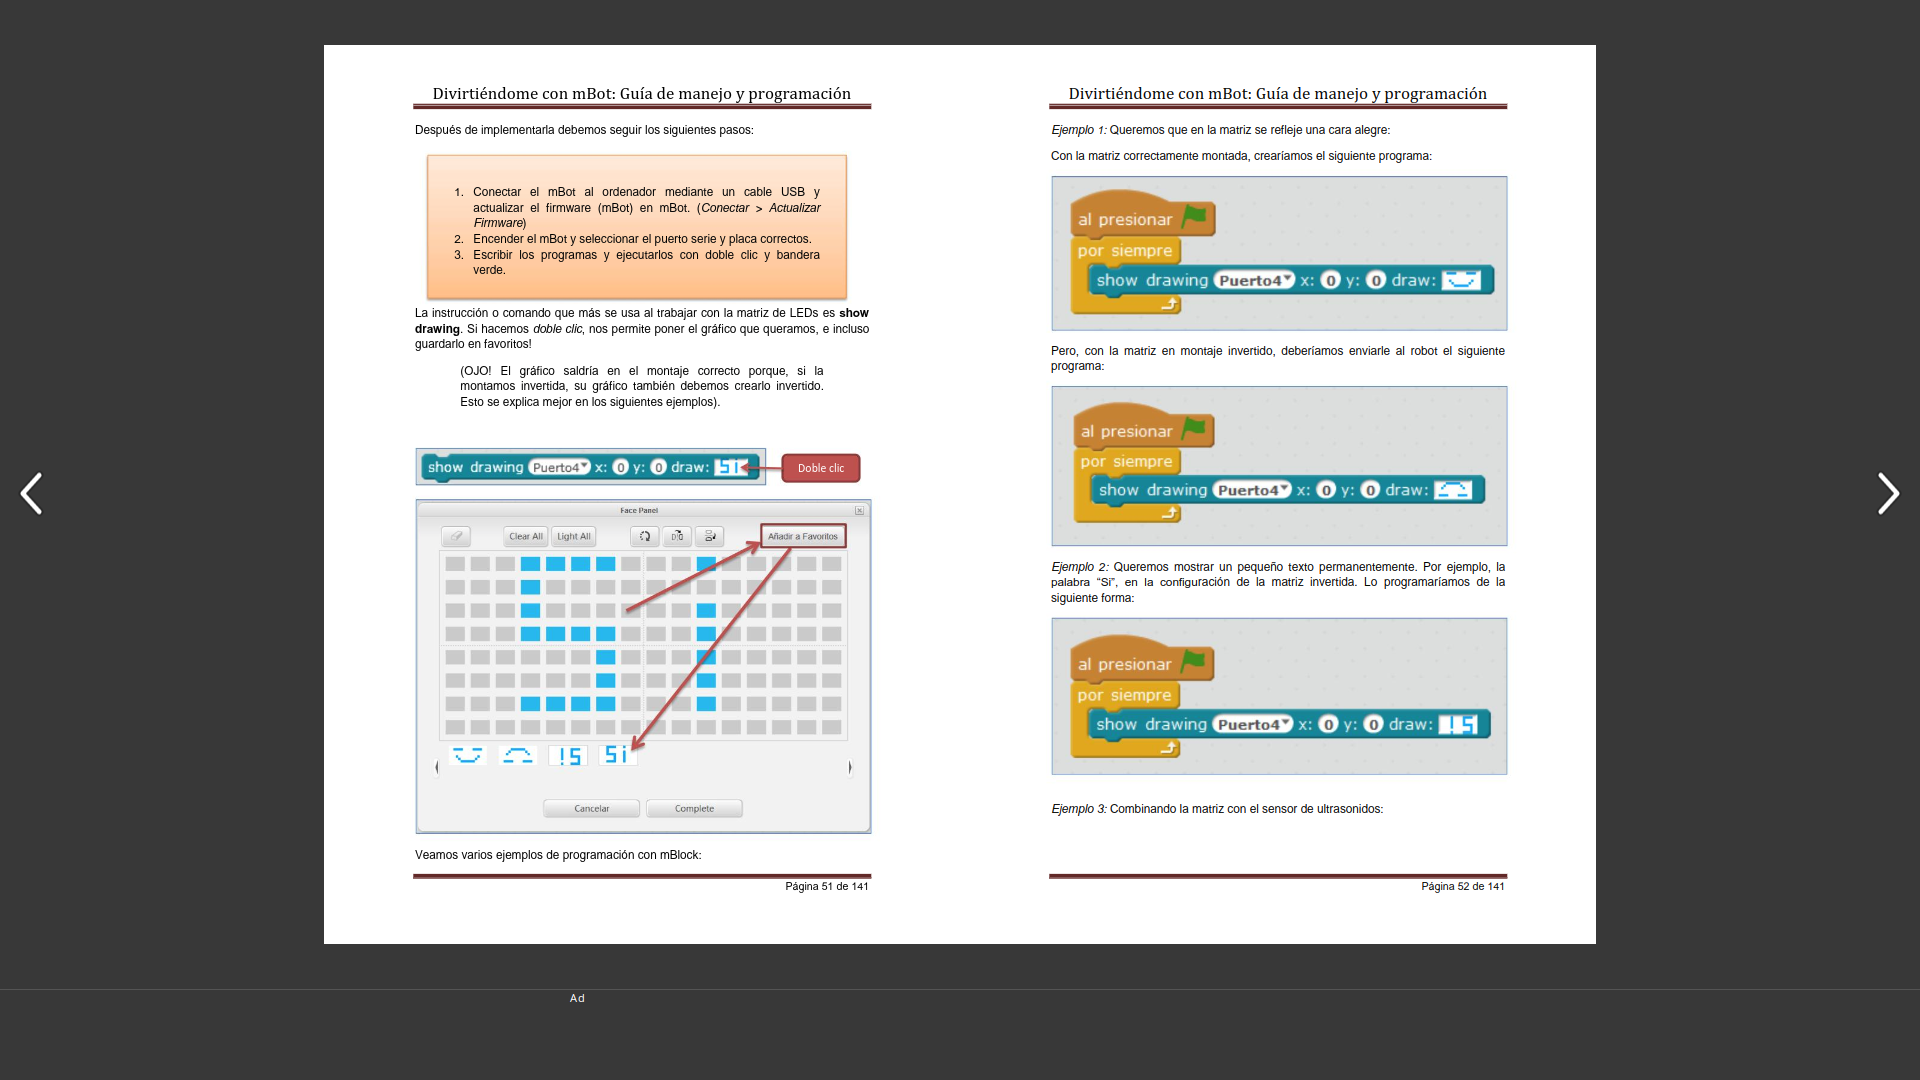 Divirtiéndome con mBot: Guía de manejo y programación
Después de implementarla debemos seguir los siguientes pasos:
1. Conectar el mBot al ordenador mediante un cable USB y
actualizar el firmware (mBot) en mBot. (Conectar > Actualizar
Firmware)
2. Encender el mBot y seleccionar el puerto serie y placa correctos.
3. Escribir los programas y ejecutarlos con doble clic y bandera
verde.
La instrucción o comando que más se usa al trabajar con la matriz de LEDs es show
drawing. Si hacemos doble clic, nos permite poner el gráfico que queramos, e incluso
guardarlo en favoritos!
(OJO! El gráfico saldría en el montaje correcto porque, si la
montamos invertida, su gráfico también debemos crearlo invertido.
Esto se explica mejor en los siguientes ejemplos).
show drawing Puerto4 x: 0 y: 0 draw: Si
Doble clic
Face Panel
Clear All Light All Añadir a Favoritos
Si
Cancelar Complete
Veamos varios ejemplos de programación con mBlock:
Página 51 de 141
Divirtiéndome con mBot: Guía de manejo y programación
Ejemplo 1: Queremos que en la matriz se refleje una cara alegre:
Con la matriz correctamente montada, crearíamos el siguiente programa:
al presionar
por siempre
show drawing Puerto4 x: 0 y: 0 draw:
Pero, con la matriz en montaje invertido, deberíamos enviarle al robot el siguiente
programa:
al presionar
por siempre
show drawing Puerto4 x: 0 y: 0 draw:
Ejemplo 2: Queremos mostrar un pequeño texto permanentemente. Por ejemplo, la
palabra “Si”, en la configuración de la matriz invertida. Lo programaríamos de la
siguiente forma:
al presionar
por siempre
show drawing Puerto4 x: 0 y: 0 draw: !S
Ejemplo 3: Combinando la matriz con el sensor de ultrasonidos:
Página 52 de 141
Ad